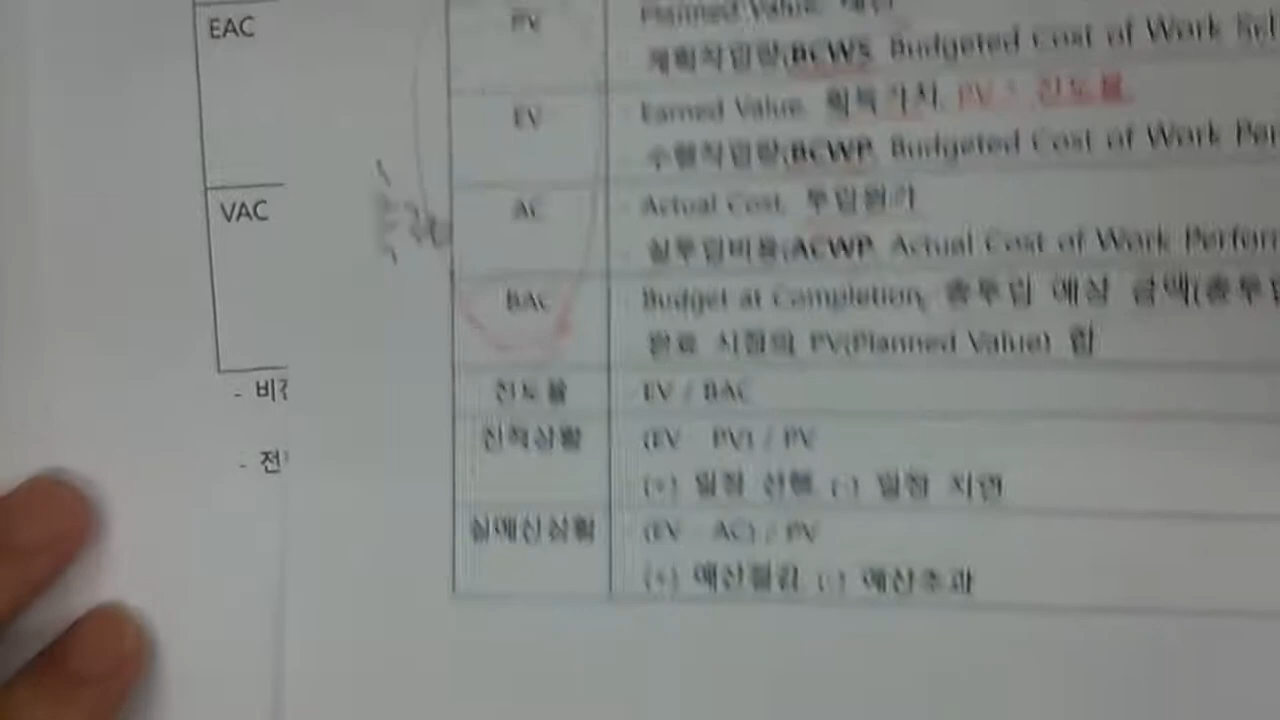 EAC
VAC
- 비
- 전
PV
Planned Value,
계획작업량(BCWS, Budgeted Cost of Work
EV
Earned Value, 획득가치, PV * 진도율
수행작업량(BCWP, Budgeted Cost of Work
AC
Actual Cost, 투입원가
실투입비용(ACWP, Actual Cost of Work
BAC
Budget at Completion, 총투입 예상 금액(
완료 시점의 PV(Planned Value) 합
진도율
EV / BAC
진척상황
(EV - PV) / PV
(+) 일정 선행 (-) 일정 지연
실예산상황
(EV - AC) / PV
(+) 예산절감 (-) 예산초과